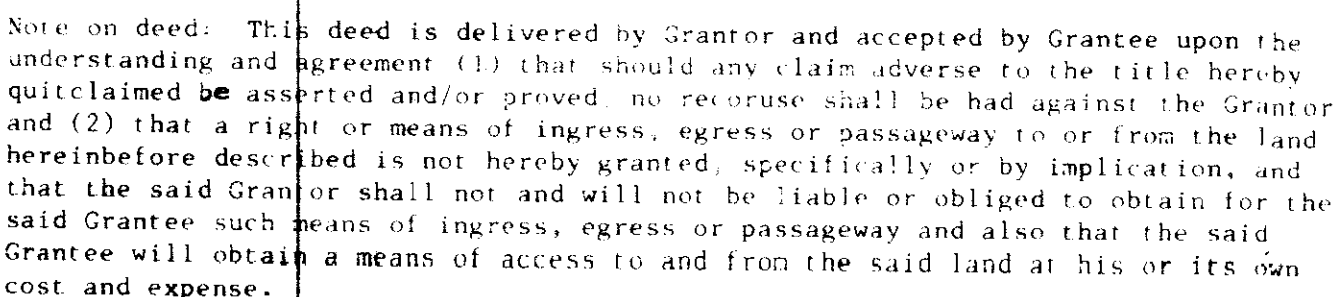 Note on deed: This deed is delivered by Grantor and accepted by Grantee upon the
understanding and agreement (1) that should any claim adverse to the title hereby
quitclaimed be asserted and/or proved, no recoruse shall be had against the Grantor
and (2) that a right or means of ingress, egress or passageway to or from the land
hereinbefore described is not hereby granted, specifically or by implication, and
that the said Grantor shall not and will not be liable or obliged to obtain for the
said Grantee such means of ingress, egress or passageway and also that the said
Grantee will obtain a means of access to and from the said land at his or its own
cost and expense.